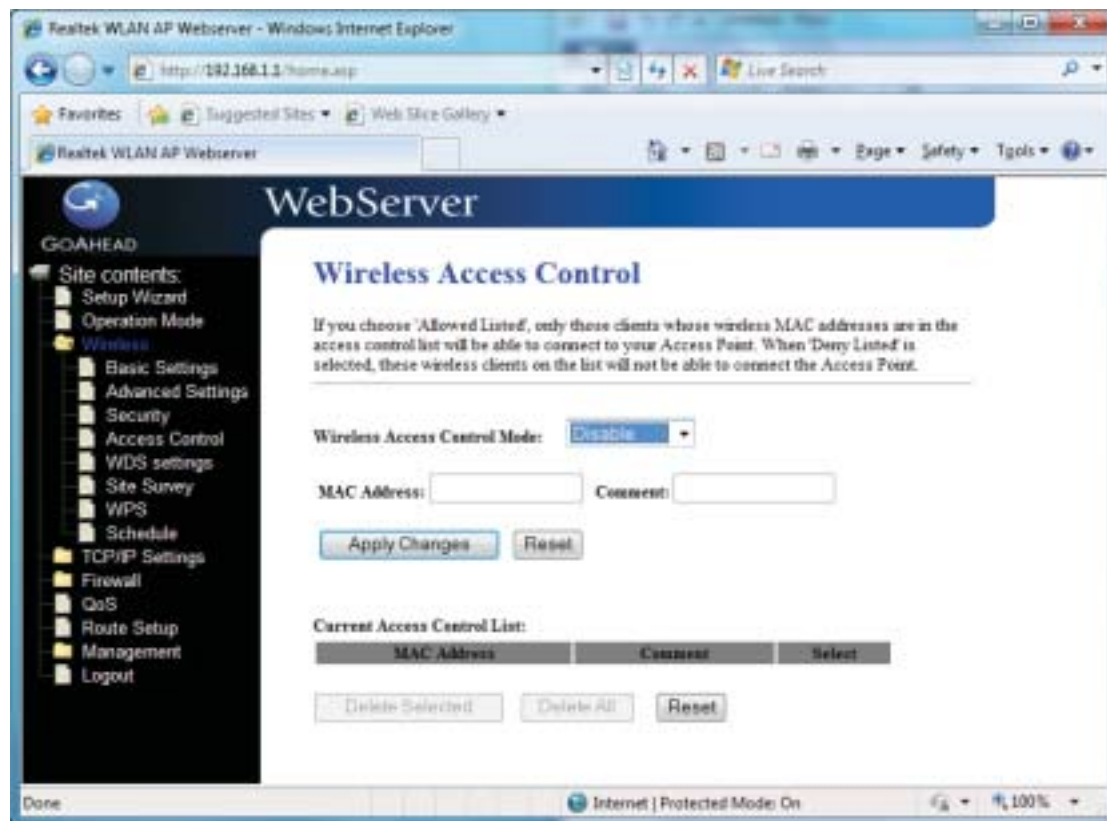 Realtek WLAN AP Webserver - Windows Internet Explorer
http://192.168.1.1/home.asp
Live Search
Favorites Suggested Sites Web Slice Gallery
Realtek WLAN AP Webserver
Page Safety Tools
GOAHEAD
WebServer
Site contents:
Setup Wizard
Operation Mode
Wireless
Basic Settings
Advanced Settings
Security
Access Control
WDS settings
Site Survey
WPS
Schedule
TCP/IP Settings
Firewall
QoS
Route Setup
Management
Logout
Wireless Access Control
If you choose 'Allowed Listed', only those clients whose wireless MAC addresses are in the
access control list will be able to connect to your Access Point. When 'Deny Listed' is
selected, these wireless clients on the list will not be able to connect the Access Point.
Wireless Access Control Mode: Disable
MAC Address: Comment:
Apply Changes Reset
Current Access Control List:
MAC Address Comment Select
Delete Selected Delete All Reset
Done Internet | Protected Mode: On 100%